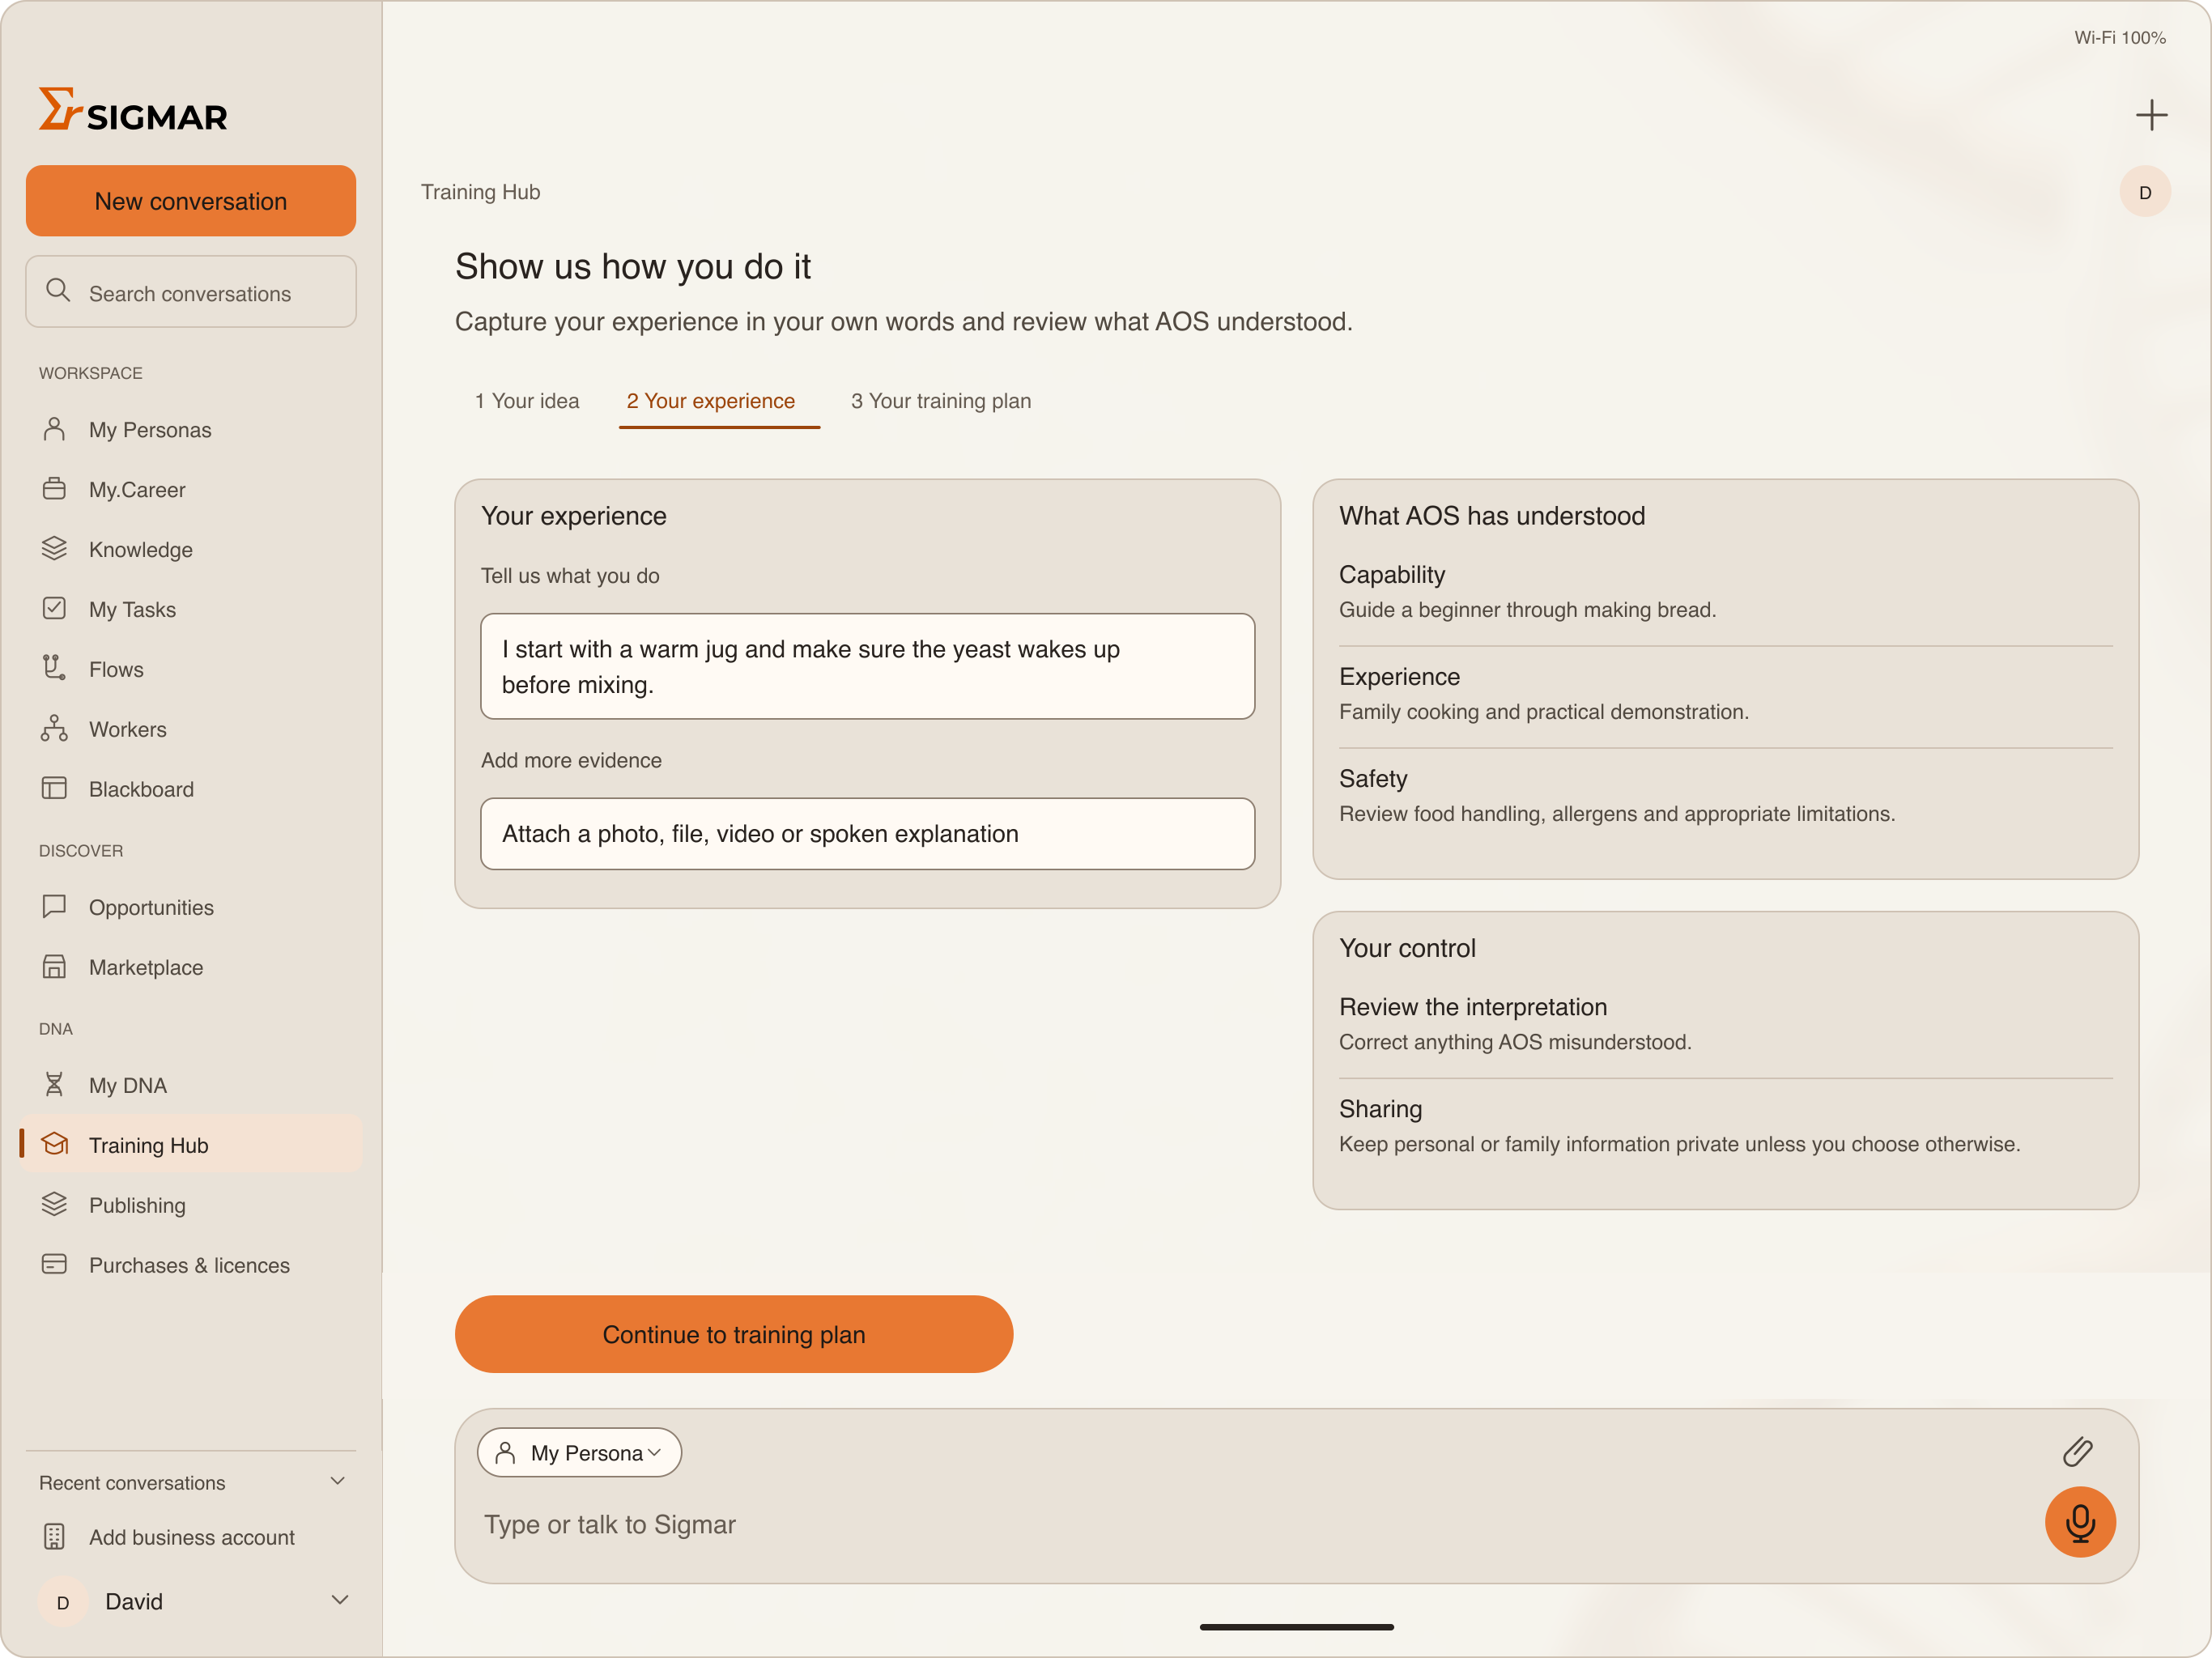 Wi-Fi 100%
Σr SIGMAR
New conversation
Search conversations
WORKSPACE
My Personas
My.Career
Knowledge
My Tasks
Flows
Workers
Blackboard
DISCOVER
Opportunities
Marketplace
DNA
My DNA
Training Hub
Publishing
Purchases & licences
Recent conversations
Add business account
D
David
Training Hub
D
Show us how you do it
Capture your experience in your own words and review what AOS understood.
1 Your idea
2 Your experience
3 Your training plan
Your experience
Tell us what you do
I start with a warm jug and make sure the yeast wakes up
before mixing.
Add more evidence
Attach a photo, file, video or spoken explanation
What AOS has understood
Capability
Guide a beginner through making bread.
Experience
Family cooking and practical demonstration.
Safety
Review food handling, allergens and appropriate limitations.
Your control
Review the interpretation
Correct anything AOS misunderstood.
Sharing
Keep personal or family information private unless you choose otherwise.
Continue to training plan
My Persona
Type or talk to Sigmar